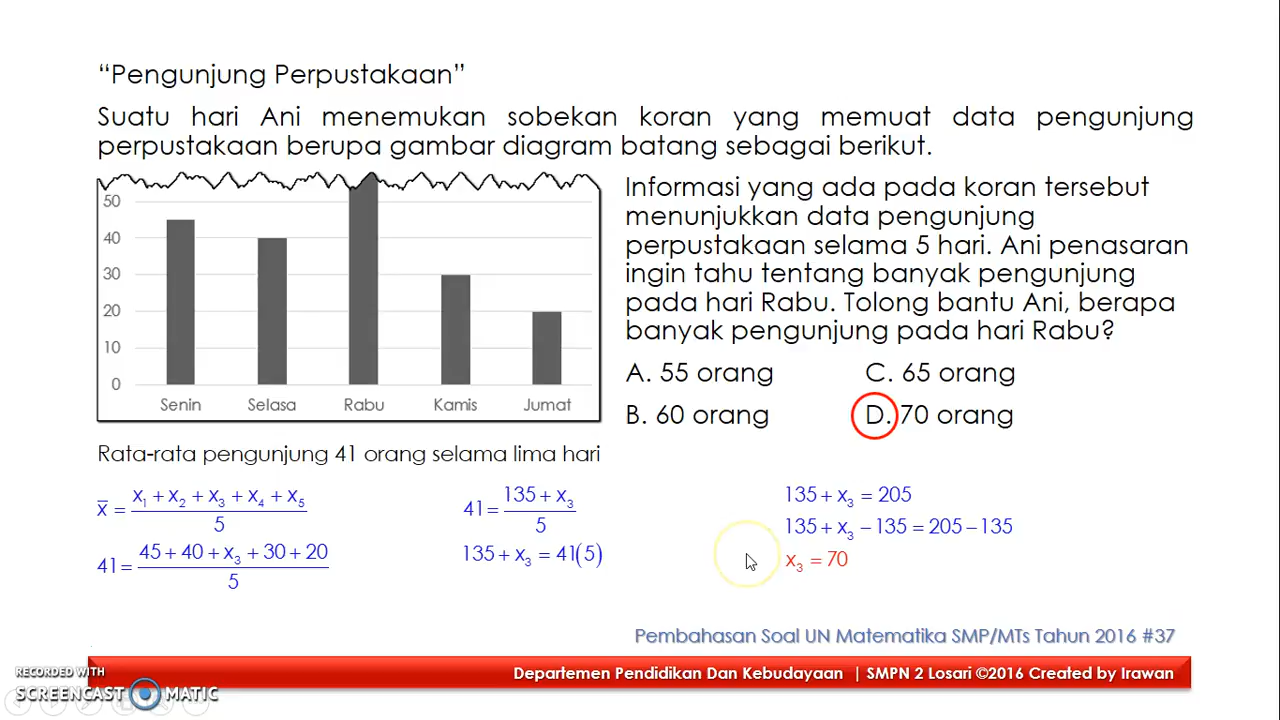 “Pengunjung Perpustakaan”
Suatu hari Ani menemukan sobekan koran yang memuat data pengunjung
perpustakaan berupa gambar diagram batang sebagai berikut.
50
40
30
20
10
0
Senin Selasa Rabu Kamis Jumat
Informasi yang ada pada koran tersebut
menunjukkan data pengunjung
perpustakaan selama 5 hari. Ani penasaran
ingin tahu tentang banyak pengunjung
pada hari Rabu. Tolong bantu Ani, berapa
banyak pengunjung pada hari Rabu?
A. 55 orang C. 65 orang
B. 60 orang D. 70 orang
Rata-rata pengunjung 41 orang selama lima hari
x̅ = (x₁ + x₂ + x₃ + x₄ + x₅) / 5
41 = (45 + 40 + x₃ + 30 + 20) / 5
41 = (135 + x₃) / 5
135 + x₃ = 41(5)
135 + x₃ = 205
135 + x₃ − 135 = 205 − 135
x₃ = 70
Pembahasan Soal UN Matematika SMP/MTs Tahun 2016 #37
Departemen Pendidikan Dan Kebudayaan | SMPN 2 Losari ©2016 Created by Irawan
RECORDED WITH
SCREENCAST MATIC